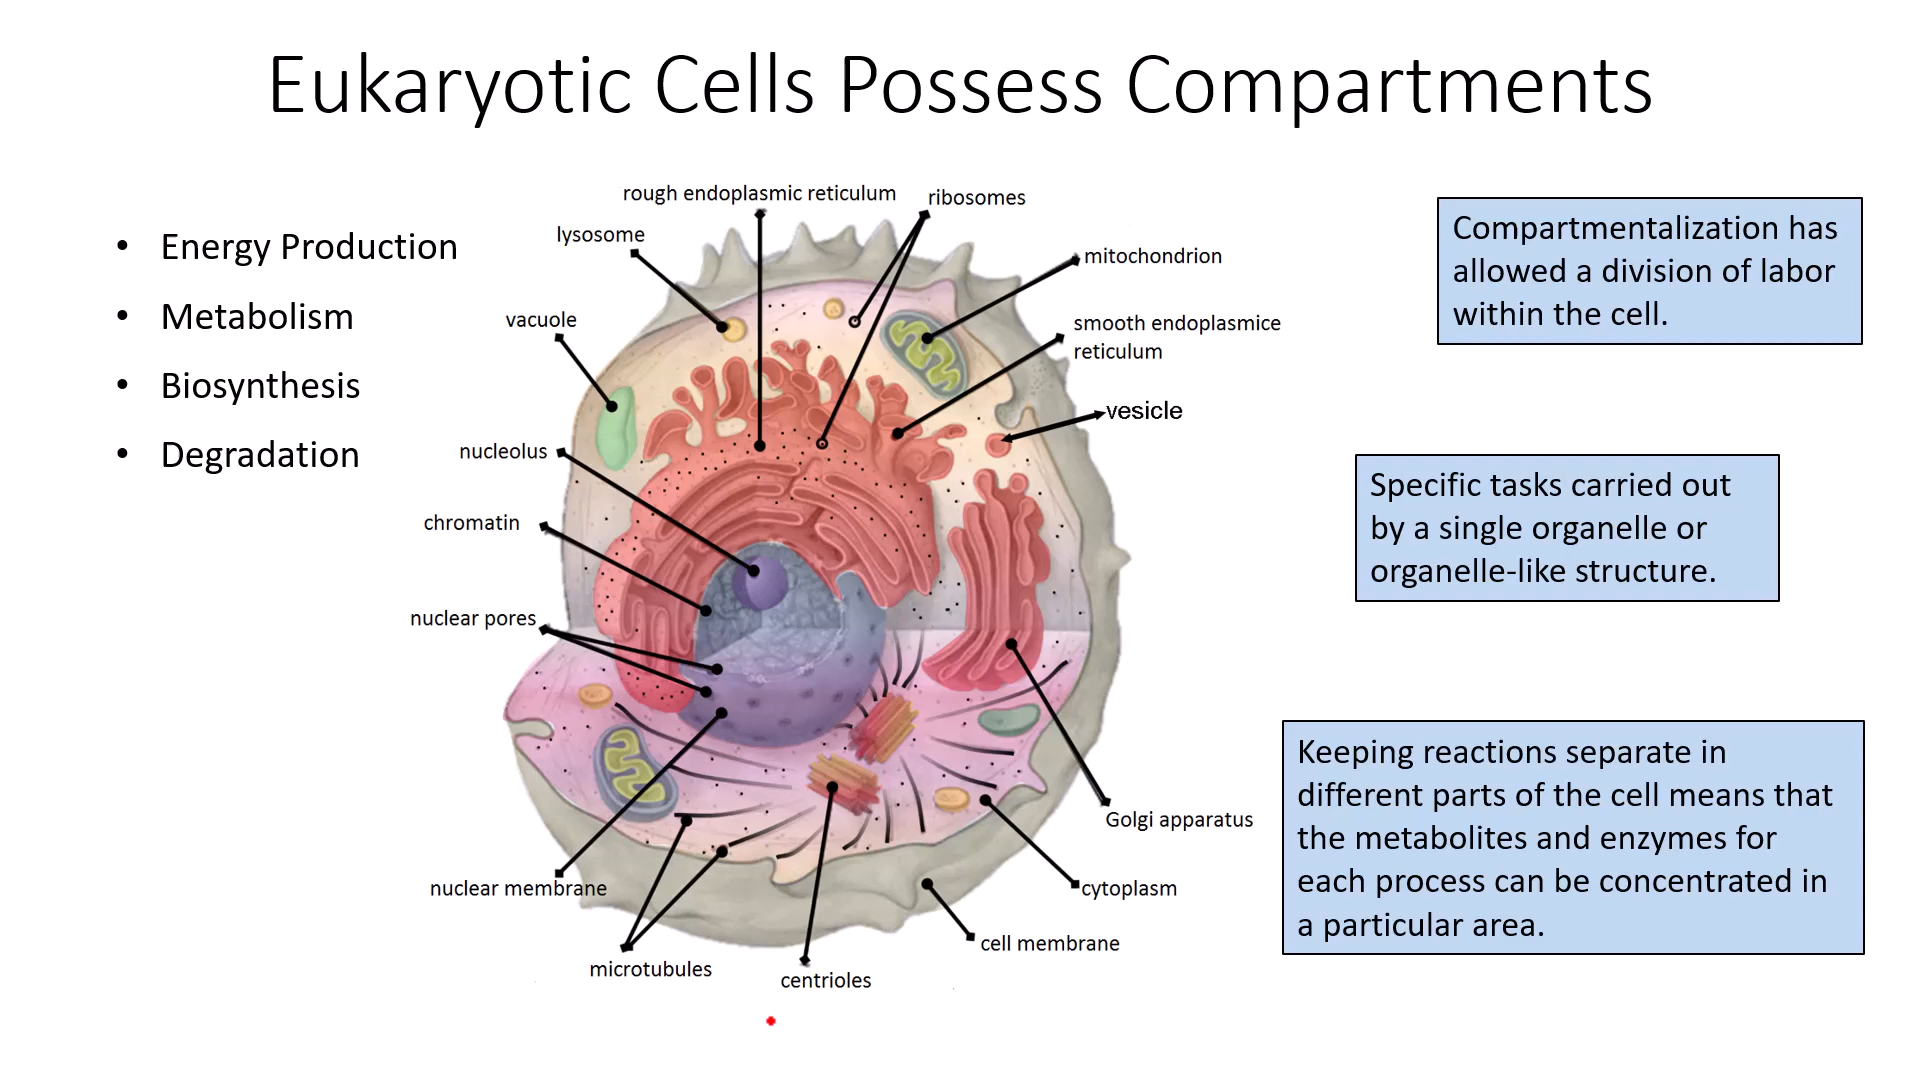 Eukaryotic Cells Possess Compartments
• Energy Production
• Metabolism
• Biosynthesis
• Degradation
rough endoplasmic reticulum
ribosomes
lysosome
mitochondrion
vacuole
smooth endoplasmice
reticulum
vesicle
nucleolus
chromatin
nuclear pores
Golgi apparatus
nuclear membrane
cytoplasm
cell membrane
microtubules
centrioles
Compartmentalization has
allowed a division of labor
within the cell.
Specific tasks carried out
by a single organelle or
organelle-like structure.
Keeping reactions separate in
different parts of the cell means that
the metabolites and enzymes for
each process can be concentrated in
a particular area.